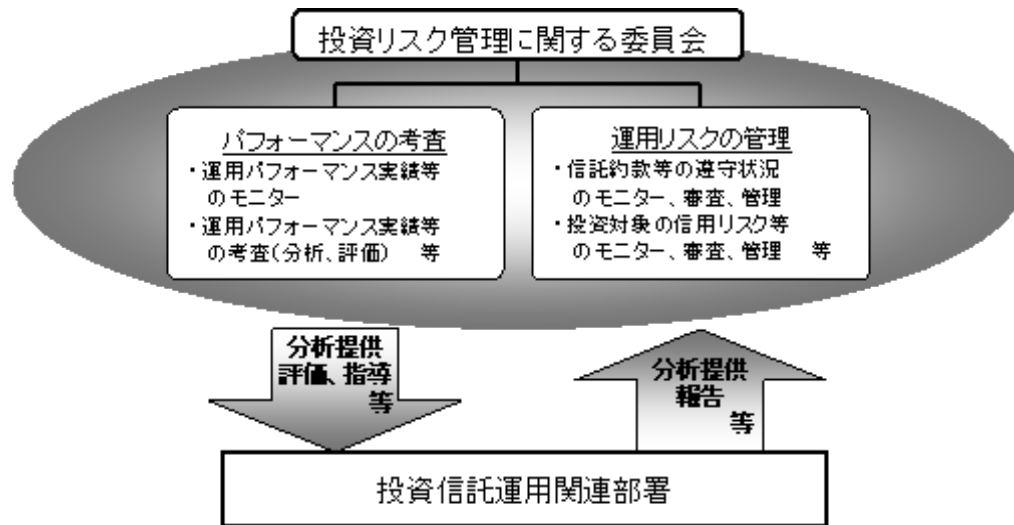 投資リスク管理に関する委員会
パフォーマンスの考査
・運用パフォーマンス実績等
のモニター
・運用パフォーマンス実績等
の考査(分析、評価) 等
運用リスクの管理
・信託約款等の遵守状況
のモニター、審査、管理
・投資対象の信用リスク等
のモニター、審査、管理 等
分析提供
評価、指導
等
分析提供
報告
等
投資信託運用関連部署